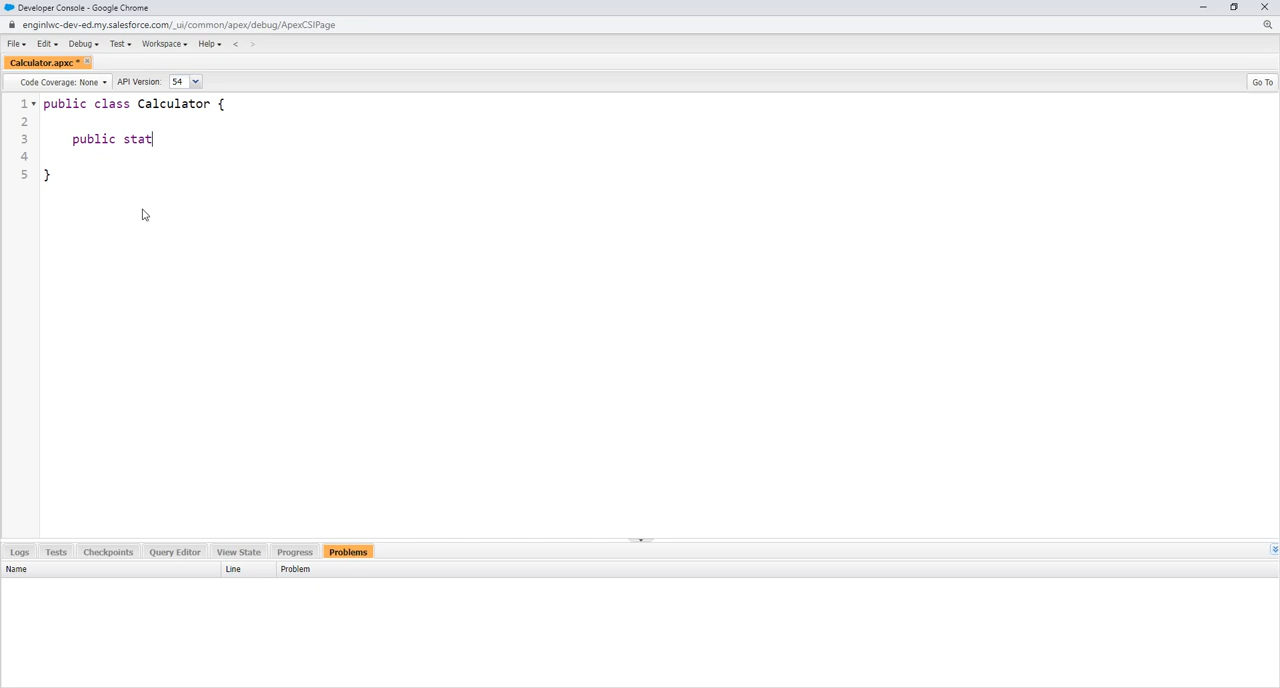 Developer Console - Google Chrome
enginlwc-dev-ed.my.salesforce.com/_ui/common/apex/debug/ApexCSIPage
File Edit Debug Test Workspace Help < >
Calculator.apxc *
Code Coverage: None API Version: 54 Go To
1 public class Calculator {
2
3 public stat
4
5 }
Logs Tests Checkpoints Query Editor View State Progress Problems
Name Line Problem